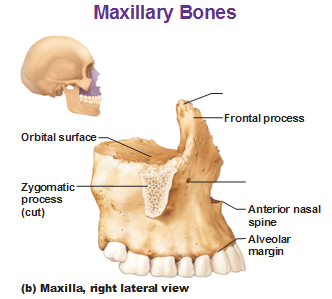 Maxillary Bones
Frontal process
Orbital surface
Zygomatic
process
(cut)
Anterior nasal
spine
Alveolar
margin
(b) Maxilla, right lateral view